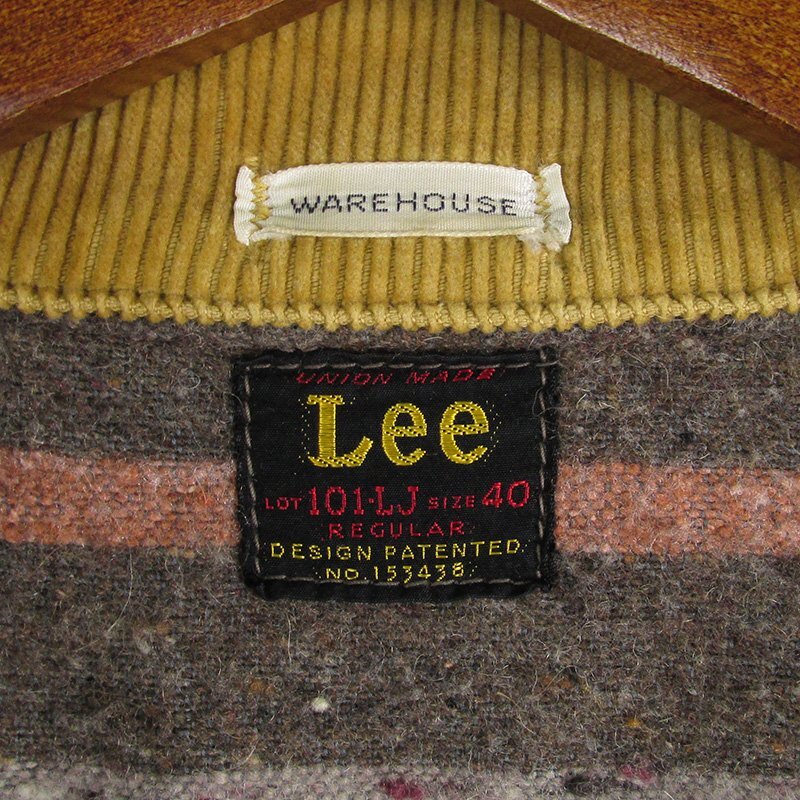 WAREHOUSE
UNION MADE
Lee
LOT 101-LJ SIZE 40
REGULAR
DESIGN PATENTED
NO. 153438